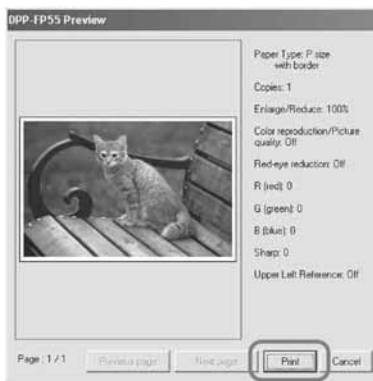 DPP-FP55 Preview
Paper Type: P size
with border
Copies: 1
Enlarge/Reduce: 100%
Color reproduction/Picture
quality: Off
Red-eye reduction: Off
R (red): 0
G (green): 0
B (blue): 0
Sharp: 0
Upper Left Reference: Off
Page : 1 / 1
Previous page
Next page
Print
Cancel